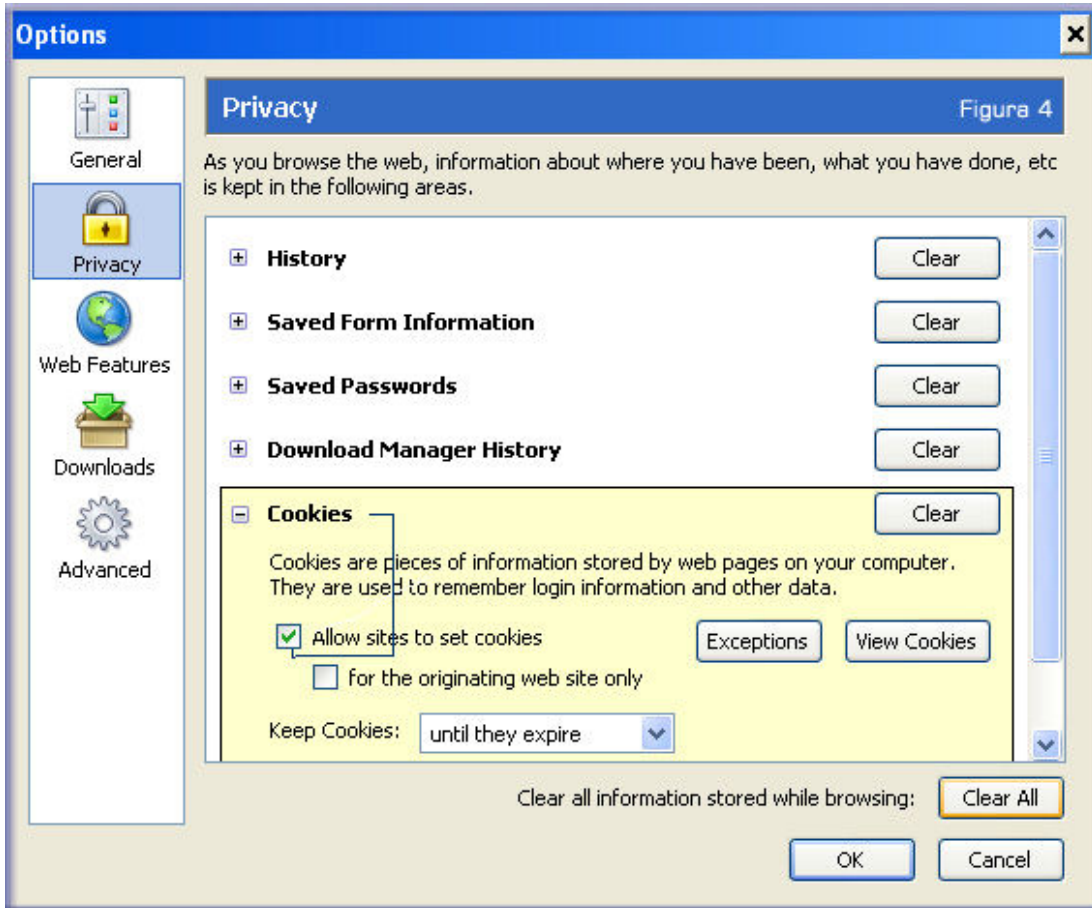 Options
General
Privacy
Web Features
Downloads
Advanced
Privacy
Figura 4
As you browse the web, information about where you have been, what you have done, etc
is kept in the following areas.
History
Clear
Saved Form Information
Clear
Saved Passwords
Clear
Download Manager History
Clear
Cookies
Clear
Cookies are pieces of information stored by web pages on your computer.
They are used to remember login information and other data.
Allow sites to set cookies
Exceptions
View Cookies
for the originating web site only
Keep Cookies:
until they expire
Clear all information stored while browsing:
Clear All
OK
Cancel